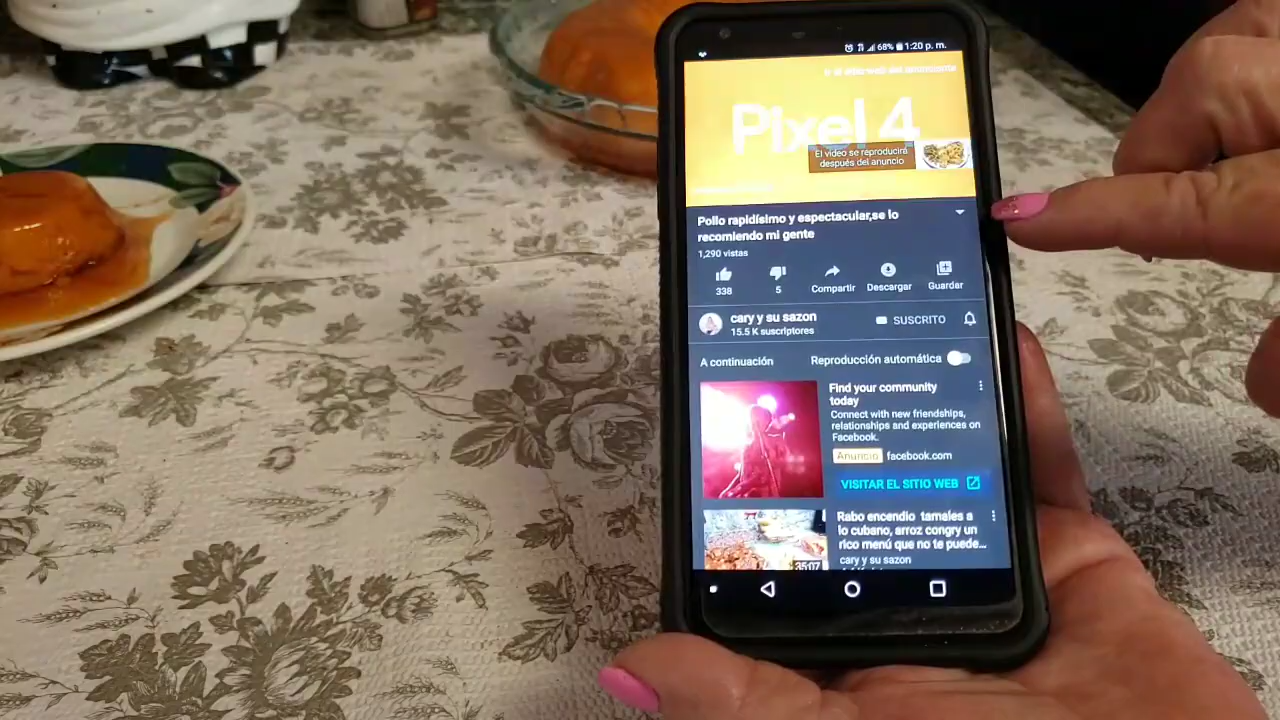 68% 1:20 p. m.
Pixel 4
El video se reproducirá
después del anuncio
Pollo rapidísimo y espectacular,se lo
recomiendo mi gente
1,290 vistas
338
5
Compartir
Descargar
Guardar
cary y su sazon
15.5 K suscriptores
SUSCRITO
A continuación
Reproducción automática
Find your community
today
Connect with new friendships,
relationships and experiences on
Facebook.
Anuncio facebook.com
VISITAR EL SITIO WEB
Rabo encendio tamales a
lo cubano, arroz congry un
rico menú que no te puede...
cary y su sazon
35:07